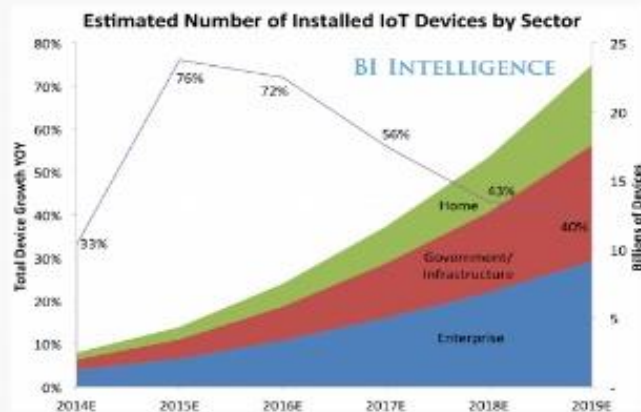 Estimated Number of Installed IoT Devices by Sector
BI INTELLIGENCE
Total Device Growth YOY
80%
70%
60%
50%
40%
30%
20%
10%
0%
33%
76%
72%
56%
43%
40%
Home
Government/
Infrastructure
Enterprise
25
20
15
10
5
-
Billions of Devices
2014E 2015E 2016E 2017E 2018E 2019E